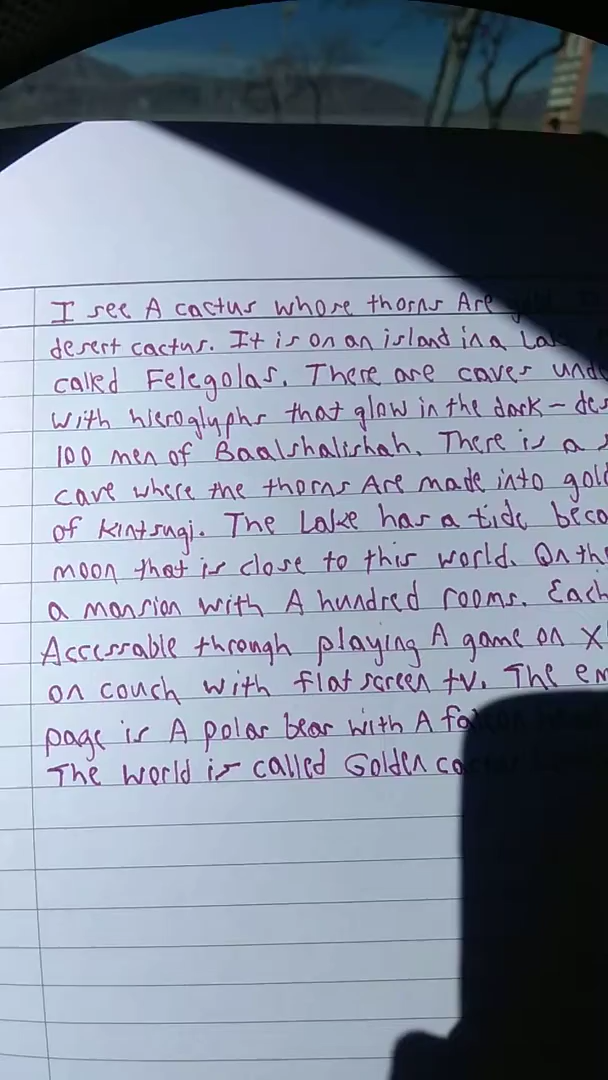 I see A cactus whose thorns Are
desert cactus. It is on an island in a Lake
called Felegolas. There are caves
with hieroglyphs that glow in the dark –
100 men of Baalshalishah. There is a
cave where the thorns Are made into gold
of Kintsugi. The Lake has a tide
moon that is close to this world. On
a mansion with A hundred rooms. Each
Accessable through playing A game on
on couch with flatscreen tv. The
page is A polar bear with A
The world is called Golden